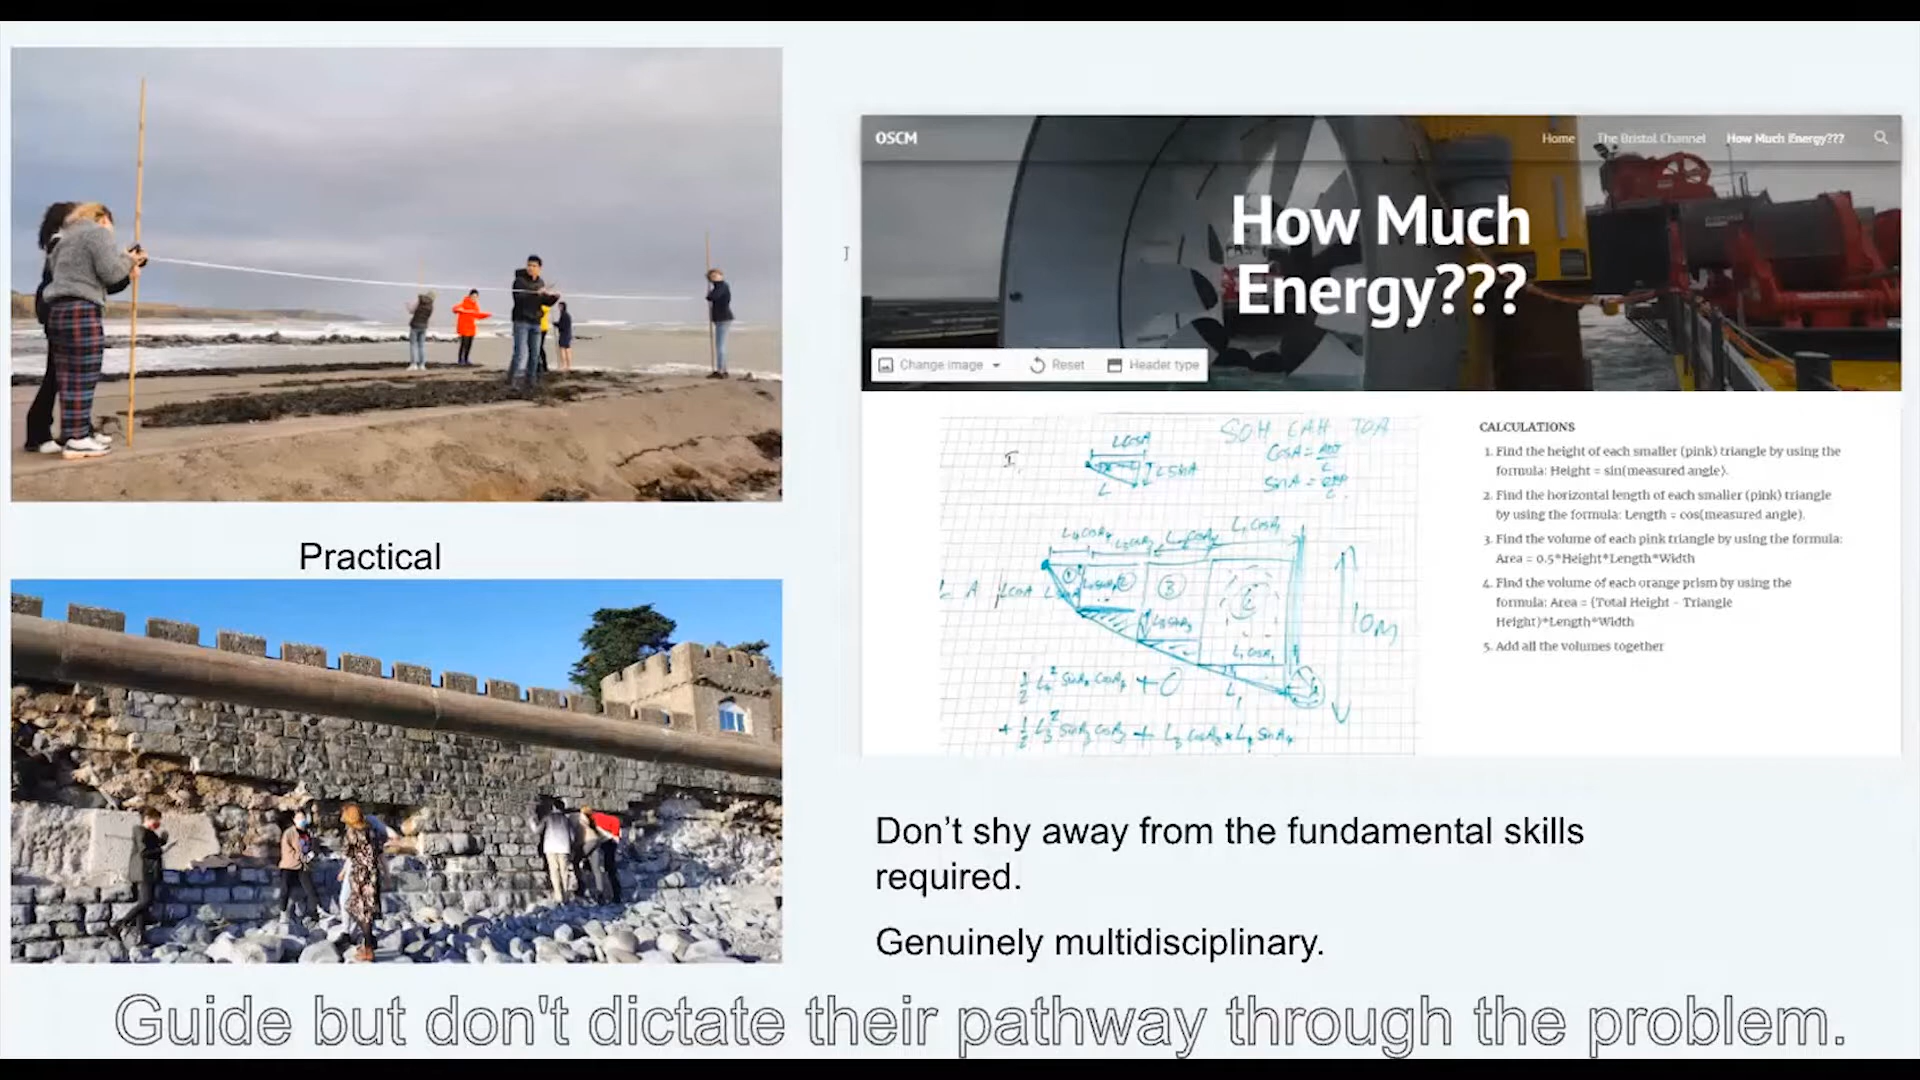 Practical
OSCM
Home
The Bristol Channel
How Much Energy???
How Much
Energy???
Change image
Reset
Header type
SOH CAH TOA
LCosA
CosA =
LSinA
SinA =
L
10m
CALCULATIONS
1. Find the height of each smaller (pink) triangle by using the
formula: Height = sin(measured angle).
2. Find the horizontal length of each smaller (pink) triangle
by using the formula: Length = cos(measured angle).
3. Find the volume of each pink triangle by using the formula:
Area = 0.5*Height*Length*Width
4. Find the volume of each orange prism by using the
formula: Area = (Total Height - Triangle
Height)*Length*Width
5. Add all the volumes together
Don't shy away from the fundamental skills
required.
Genuinely multidisciplinary.
Guide but don't dictate their pathway through the problem.